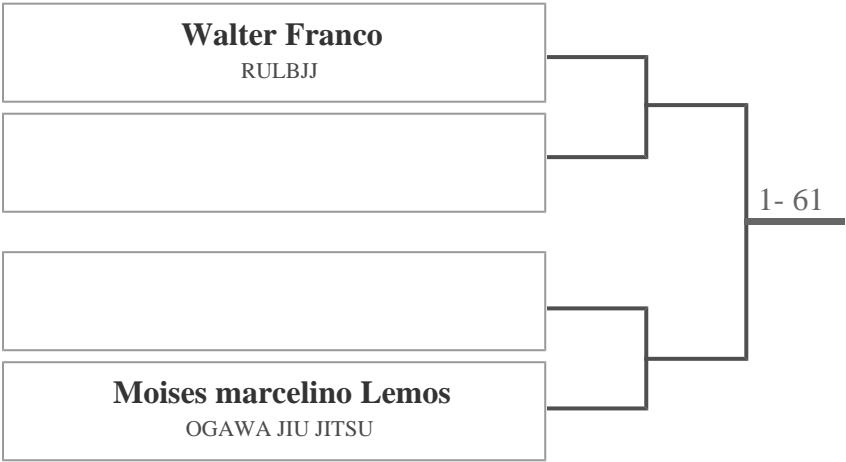 Walter Franco
RULBJJ
1- 61
Moises marcelino Lemos
OGAWA JIU JITSU